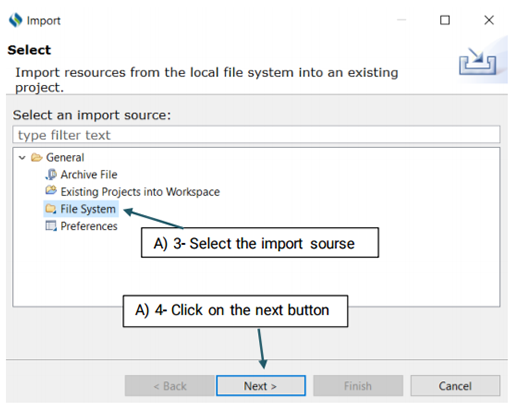 Import
Select
Import resources from the local file system into an existing
project.
Select an import source:
type filter text
General
Archive File
Existing Projects into Workspace
File System
Preferences
A) 3- Select the import sourse
A) 4- Click on the next button
< Back
Next >
Finish
Cancel